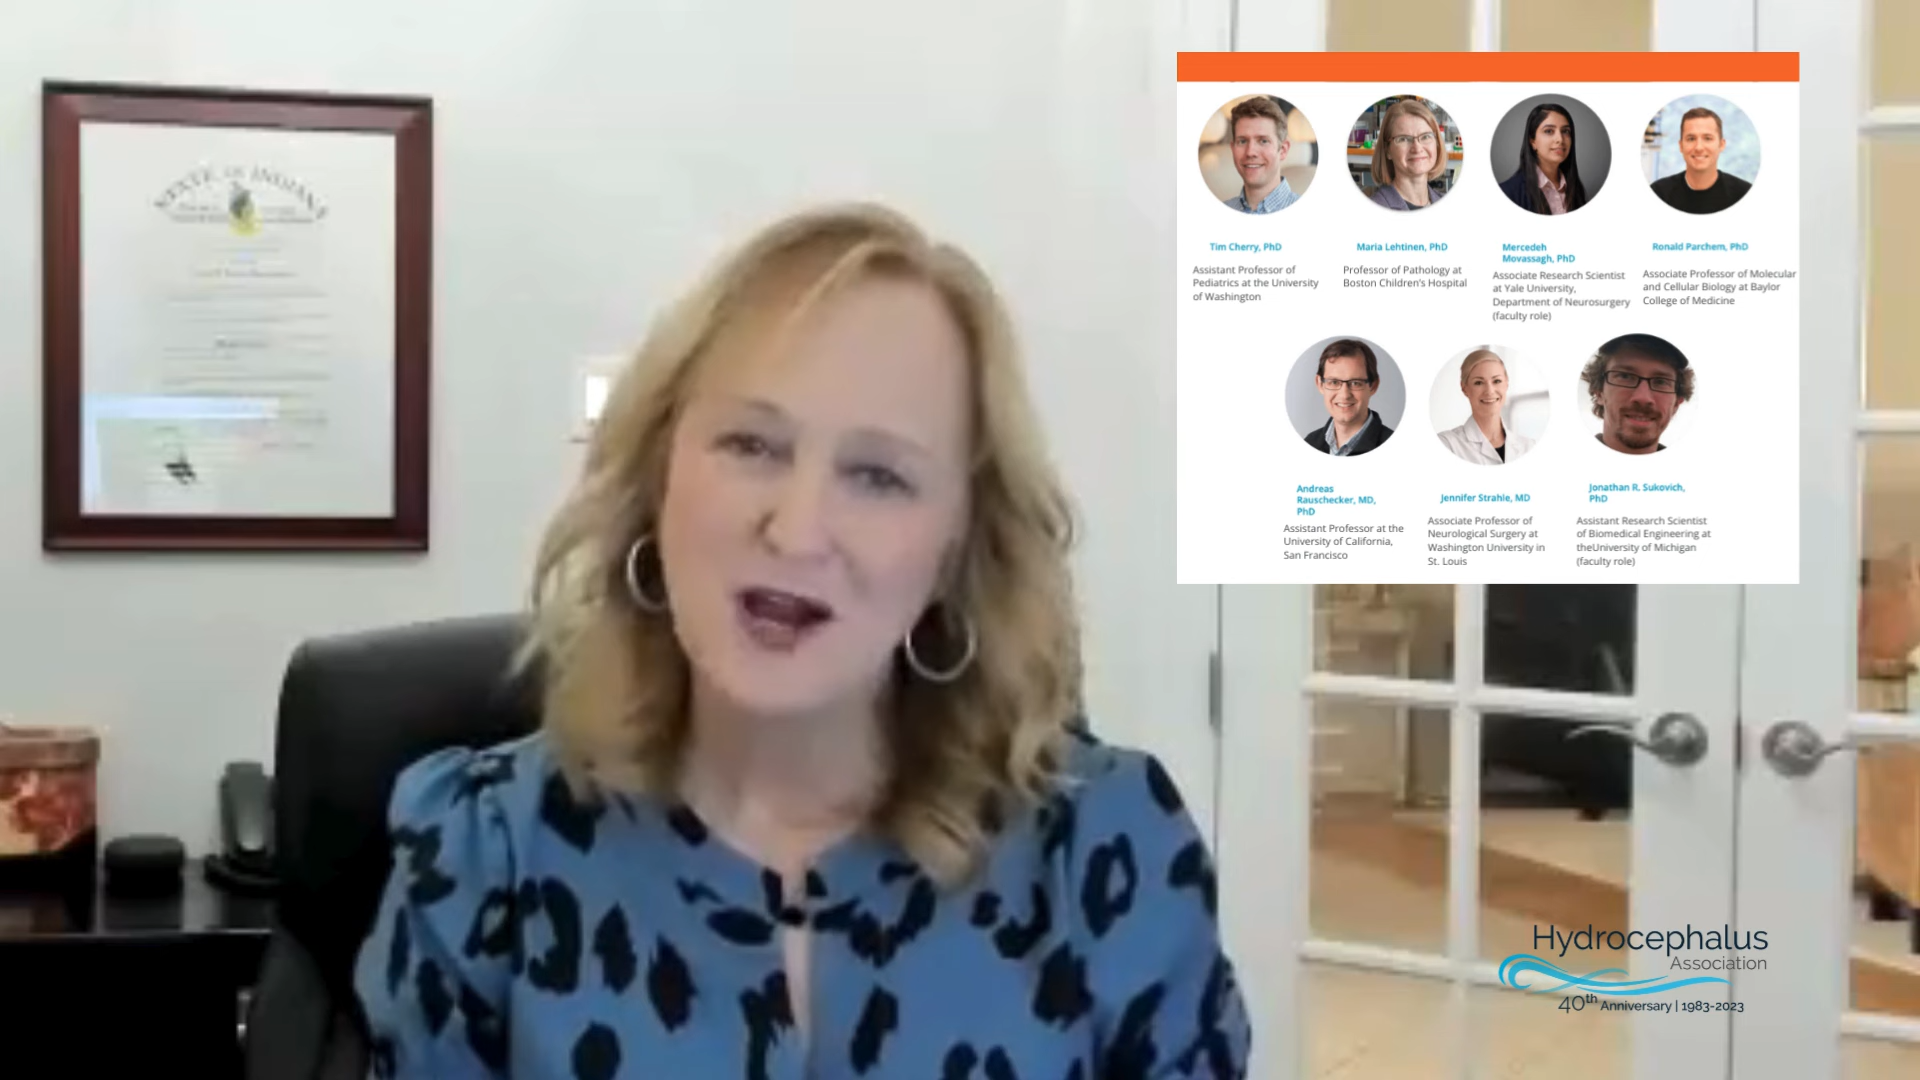 STATE OF INDIANA
Tim Cherry, PhD
Assistant Professor of
Pediatrics at the University
of Washington
Maria Lehtinen, PhD
Professor of Pathology at
Boston Children's Hospital
Mercedeh
Movassagh, PhD
Associate Research Scientist
at Yale University,
Department of Neurosurgery
(faculty role)
Ronald Parchem, PhD
Associate Professor of Molecular
and Cellular Biology at Baylor
College of Medicine
Andreas
Rauschecker, MD,
PhD
Assistant Professor at the
University of California,
San Francisco
Jennifer Strahle, MD
Associate Professor of
Neurological Surgery at
Washington University in
St. Louis
Jonathan R. Sukovich,
PhD
Assistant Research Scientist
of Biomedical Engineering at
theUniversity of Michigan
(faculty role)
Hydrocephalus
Association
40th Anniversary | 1983-2023